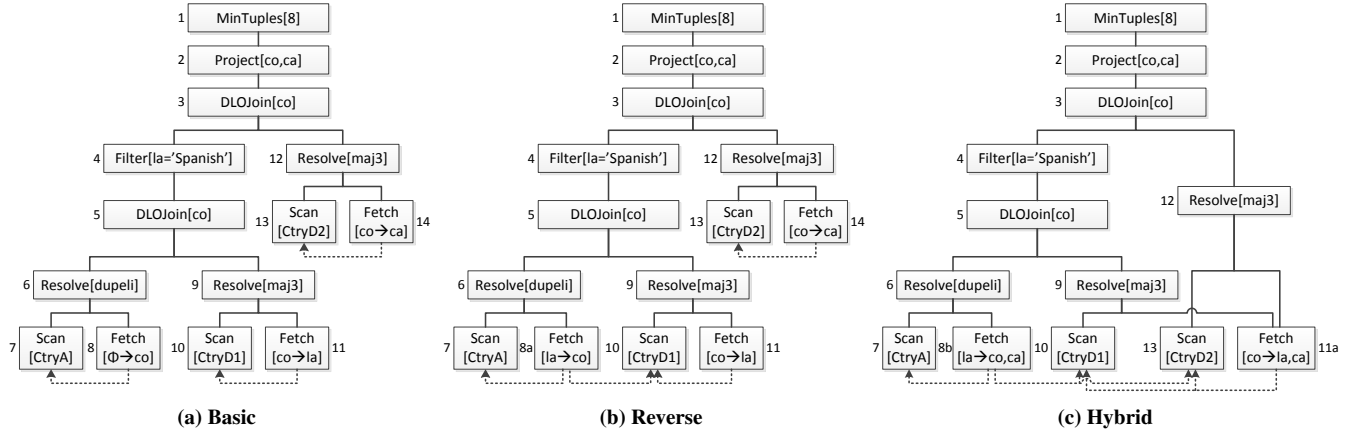 1 MinTuples[8]
2 Project[co,ca]
3 DLOJoin[co]
4 Filter[la='Spanish']
12 Resolve[maj3]
5 DLOJoin[co]
13 Scan [CtryD2]
Fetch [co→ca] 14
6 Resolve[dupeli]
9 Resolve[maj3]
7 Scan [CtryA]
8 Fetch [Φ→co]
10 Scan [CtryD1]
Fetch [co→la] 11
(a) Basic
1 MinTuples[8]
2 Project[co,ca]
3 DLOJoin[co]
4 Filter[la='Spanish']
12 Resolve[maj3]
5 DLOJoin[co]
13 Scan [CtryD2]
Fetch [co→ca] 14
6 Resolve[dupeli]
9 Resolve[maj3]
7 Scan [CtryA]
8a Fetch [la→co]
10 Scan [CtryD1]
Fetch [co→la] 11
(b) Reverse
1 MinTuples[8]
2 Project[co,ca]
3 DLOJoin[co]
4 Filter[la='Spanish']
12 Resolve[maj3]
5 DLOJoin[co]
6 Resolve[dupeli]
9 Resolve[maj3]
7 Scan [CtryA]
8b Fetch [la→co,ca]
10 Scan [CtryD1]
13 Scan [CtryD2]
Fetch [co→la,ca] 11a
(c) Hybrid